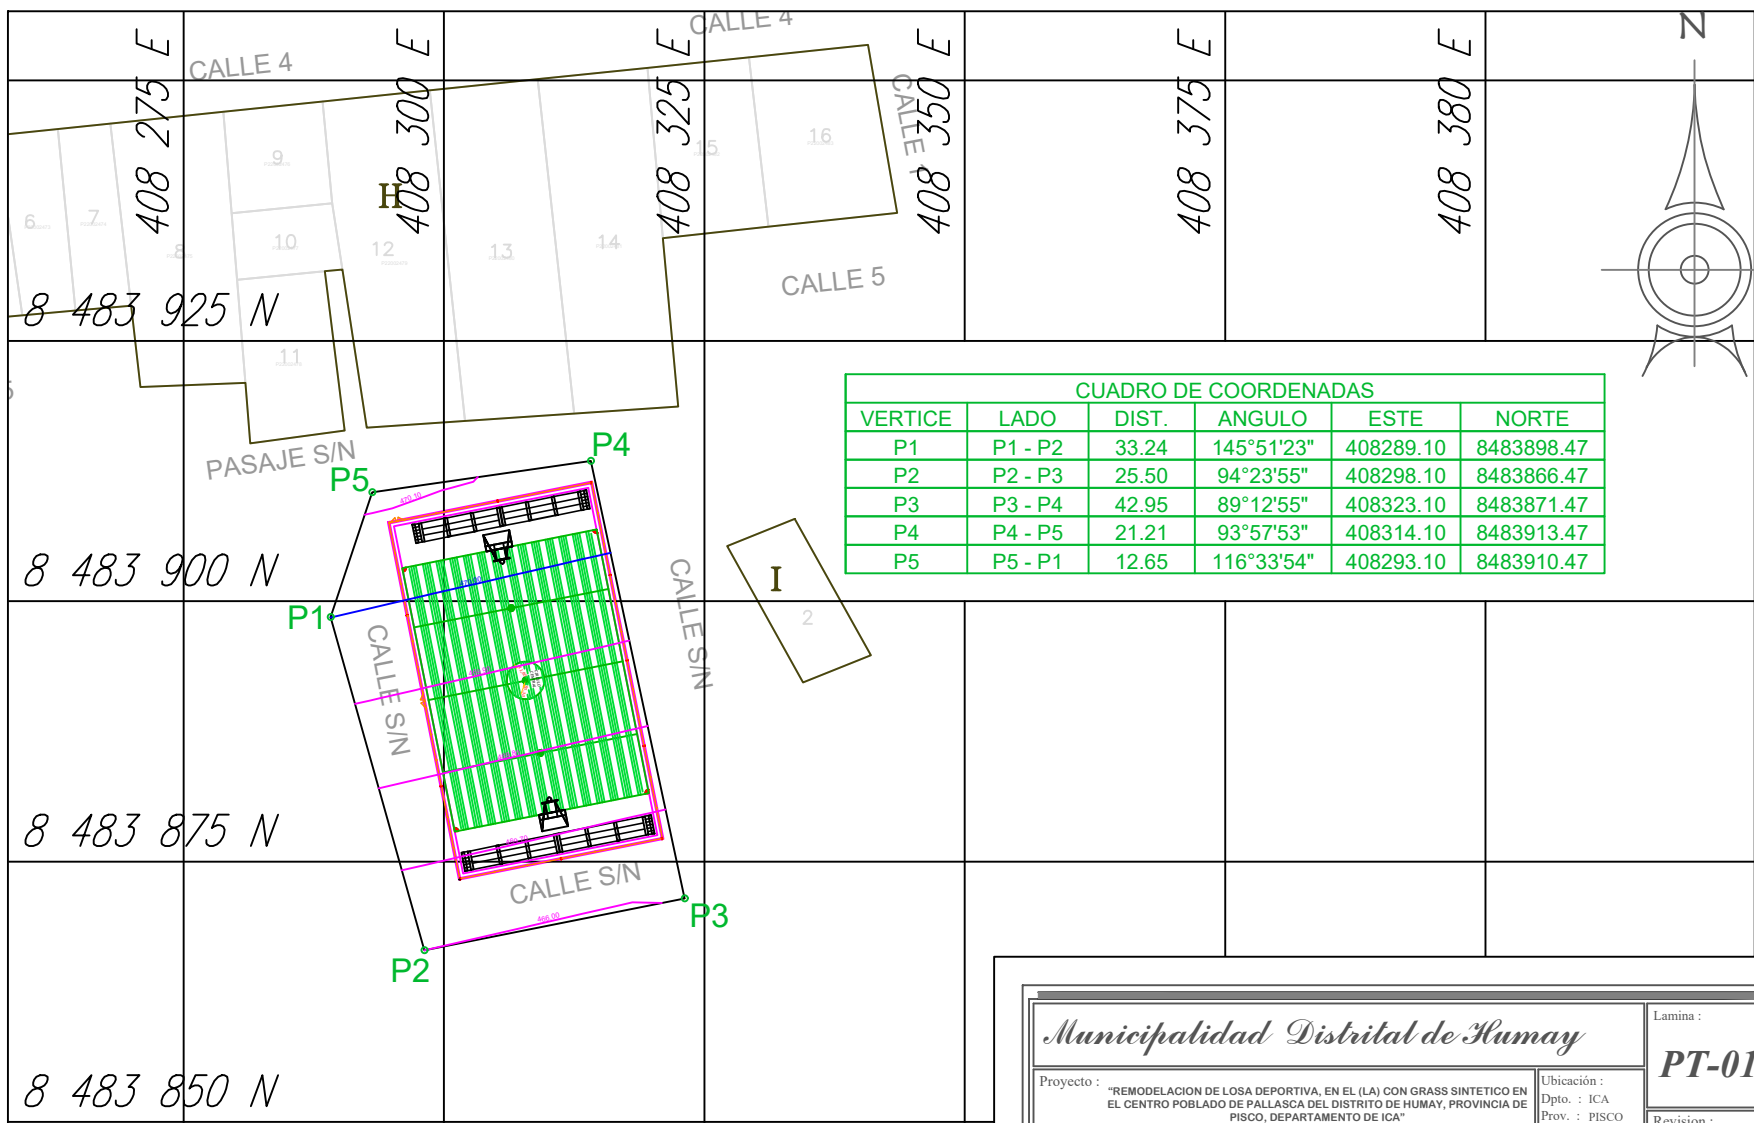 CALLE 4
CALLE 4
N
408 275 E
408 300 E
408 325 E
408 350 E
408 375 E
408 380 E
CALLE 1
6
7
8
9
10
11
12
13
14
15
16
H
CALLE 5
8 483 925 N
PASAJE S/N
CUADRO DE COORDENADAS
VERTICE LADO DIST. ANGULO ESTE NORTE
P1 P1 - P2 33.24 145°51'23" 408289.10 8483898.47
P2 P2 - P3 25.50 94°23'55" 408298.10 8483866.47
P3 P3 - P4 42.95 89°12'55" 408323.10 8483871.47
P4 P4 - P5 21.21 93°57'53" 408314.10 8483913.47
P5 P5 - P1 12.65 116°33'54" 408293.10 8483910.47
P4
P5
470.10
8 483 900 N
470.00
I
2
P1
CALLE S/N
CALLE S/N
8 483 875 N
CALLE S/N
P3
P2
8 483 850 N
Municipalidad Distrital de Humay
Lamina :
PT-01
Proyecto :
"REMODELACION DE LOSA DEPORTIVA, EN EL (LA) CON GRASS SINTETICO EN
EL CENTRO POBLADO DE PALLASCA DEL DISTRITO DE HUMAY, PROVINCIA DE
PISCO, DEPARTAMENTO DE ICA"
Ubicación :
Dpto. : ICA
Prov. : PISCO
Revision :